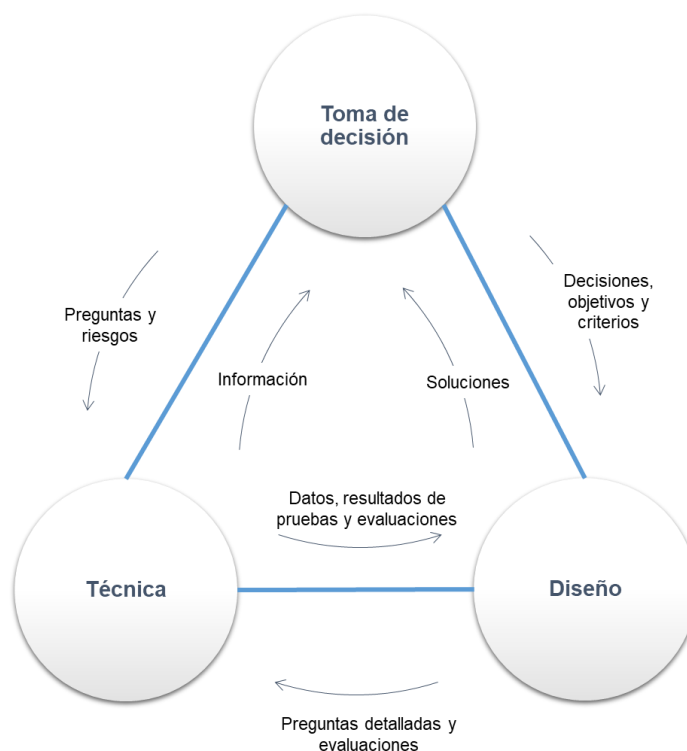 Toma de
decisión
Preguntas y
riesgos
Decisiones,
objetivos y
criterios
Información
Soluciones
Datos, resultados de
pruebas y evaluaciones
Técnica
Diseño
Preguntas detalladas y
evaluaciones